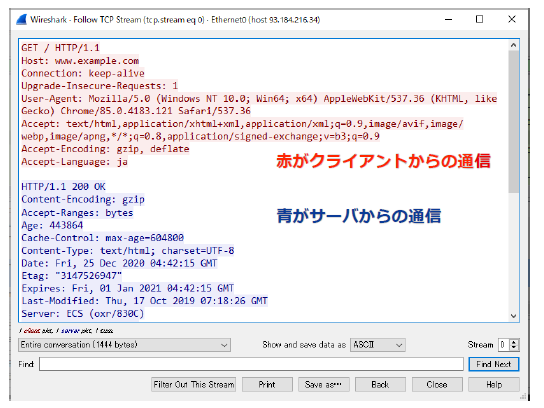 Wireshark · Follow TCP Stream (tcp.stream eq 0) · Ethernet0 (host 93.184.216.34)
GET / HTTP/1.1
Host: www.example.com
Connection: keep-alive
Upgrade-Insecure-Requests: 1
User-Agent: Mozilla/5.0 (Windows NT 10.0; Win64; x64) AppleWebKit/537.36 (KHTML, like
Gecko) Chrome/85.0.4183.121 Safari/537.36
Accept: text/html,application/xhtml+xml,application/xml;q=0.9,image/avif,image/
webp,image/apng,*/*;q=0.8,application/signed-exchange;v=b3;q=0.9
Accept-Encoding: gzip, deflate
Accept-Language: ja
赤がクライアントからの通信
HTTP/1.1 200 OK
Content-Encoding: gzip
Accept-Ranges: bytes
青がサーバからの通信
Age: 443864
Cache-Control: max-age=604800
Content-Type: text/html; charset=UTF-8
Date: Fri, 25 Dec 2020 04:42:15 GMT
Etag: "3147526947"
Expires: Fri, 01 Jan 2021 04:42:15 GMT
Last-Modified: Thu, 17 Oct 2019 07:18:26 GMT
Server: ECS (oxr/830C)
1 client pkt, 1 server pkt, 1 turn.
Entire conversation (1444 bytes)
Show and save data as
ASCII
Stream
0
Find:
Find Next
Filter Out This Stream
Print
Save as…
Back
Close
Help